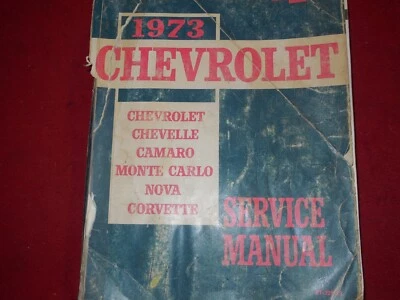 1973
CHEVROLET
CHEVROLET
CHEVELLE
CAMARO
MONTE CARLO
NOVA
CORVETTE
SERVICE
MANUAL